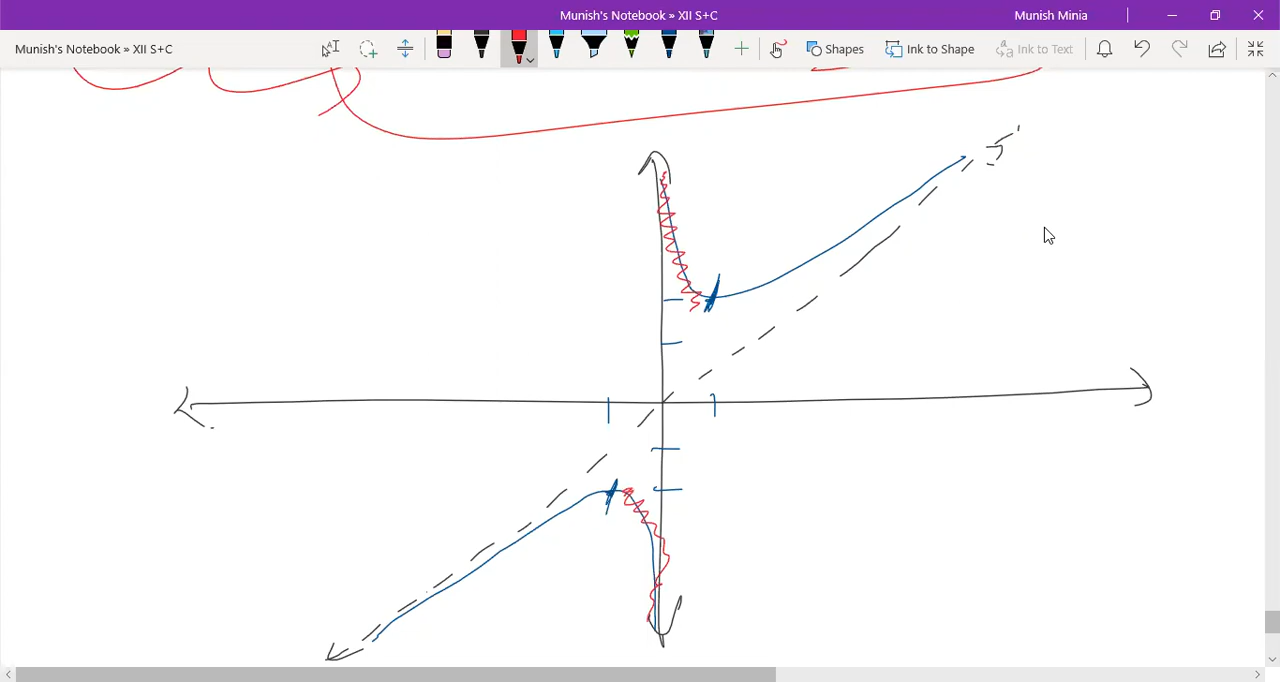 Munish's Notebook » XII S+C
Munish Minia
Munish's Notebook » XII S+C
Shapes
Ink to Shape
Ink to Text